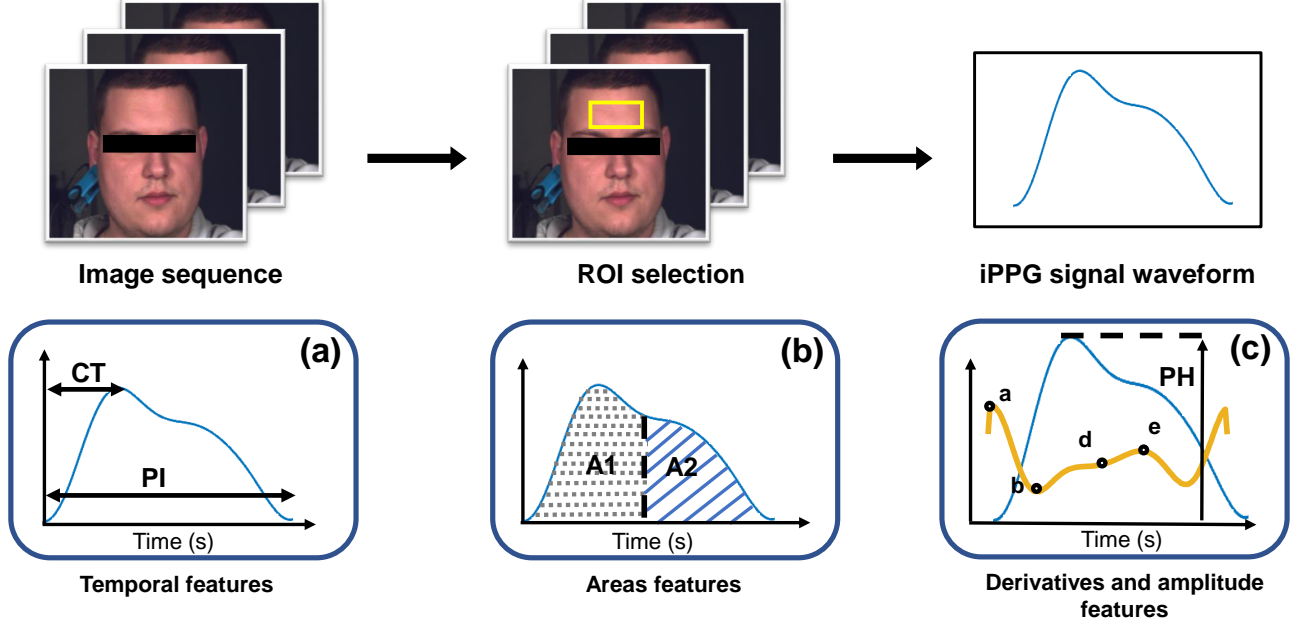 Image sequence
ROI selection
iPPG signal waveform
(a)
CT
PI
Time (s)
Temporal features
(b)
A1
A2
Time (s)
Areas features
(c)
PH
a
b
d
e
Time (s)
Derivatives and amplitude
features